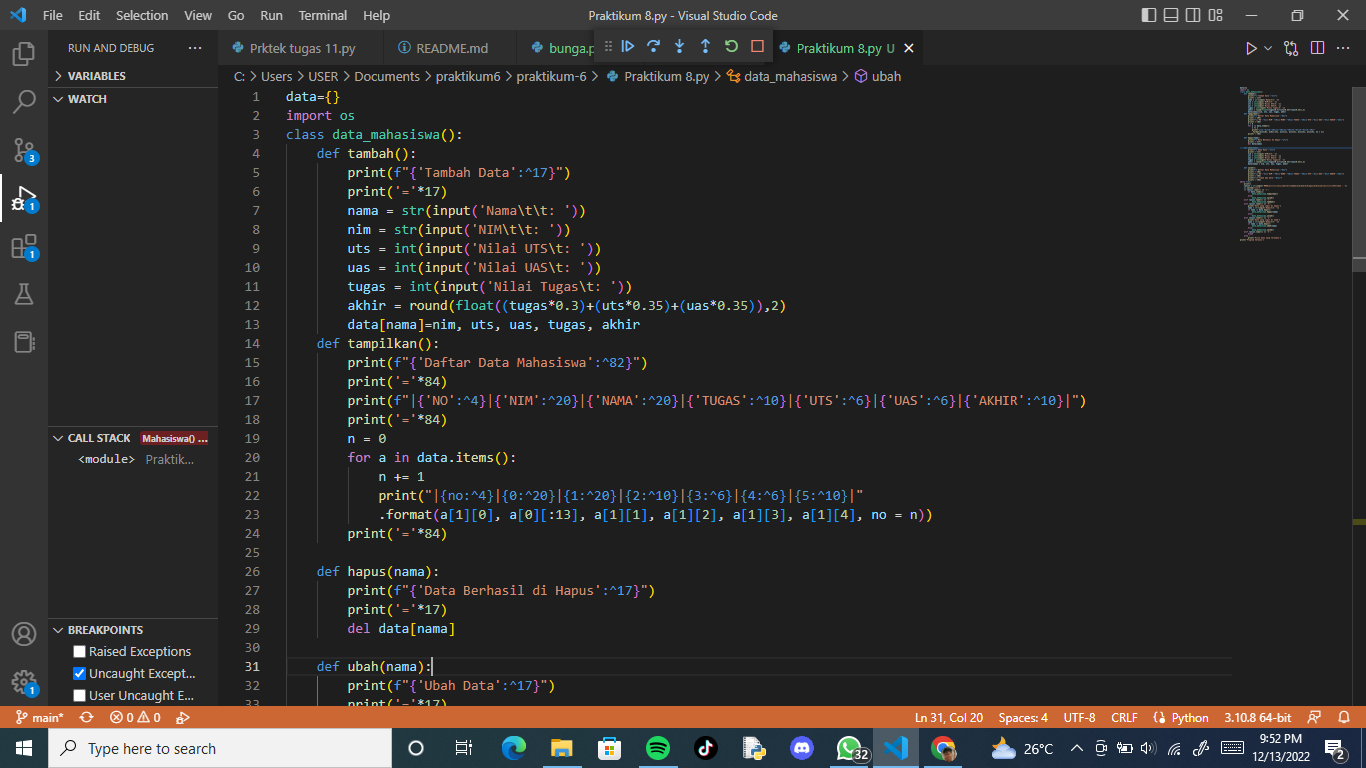 File Edit Selection View Go Run Terminal Help Praktikum 8.py - Visual Studio Code
RUN AND DEBUG ··· Prktek tugas 11.py README.md bunga.p Praktikum 8.py U
VARIABLES
WATCH
C: > Users > USER > Documents > praktikum6 > praktikum-6 > Praktikum 8.py > data_mahasiswa > ubah
1 data={}
2 import os
3 class data_mahasiswa():
4     def tambah():
5         print(f"{'Tambah Data':^17}")
6         print('='*17)
7         nama = str(input('Nama\t\t: '))
8         nim = str(input('NIM\t\t: '))
9         uts = int(input('Nilai UTS\t: '))
10         uas = int(input('Nilai UAS\t: '))
11         tugas = int(input('Nilai Tugas\t: '))
12         akhir = round(float((tugas*0.3)+(uts*0.35)+(uas*0.35)),2)
13         data[nama]=nim, uts, uas, tugas, akhir
14     def tampilkan():
15         print(f"{'Daftar Data Mahasiswa':^82}")
16         print('='*84)
17         print(f"|{'NO':^4}|{'NIM':^20}|{'NAMA':^20}|{'TUGAS':^10}|{'UTS':^6}|{'UAS':^6}|{'AKHIR':^10}|")
18         print('='*84)
19         n = 0
20         for a in data.items():
21             n += 1
22             print("|{no:^4}|{0:^20}|{1:^20}|{2:^10}|{3:^6}|{4:^6}|{5:^10}|"
23             .format(a[1][0], a[0][:13], a[1][1], a[1][2], a[1][3], a[1][4], no = n))
24         print('='*84)
25
26     def hapus(nama):
27         print(f"{'Data Berhasil di Hapus':^17}")
28         print('='*17)
29         del data[nama]
30
31     def ubah(nama):
32         print(f"{'Ubah Data':^17}")
33         print('='*17)
CALL STACK Mahasiswa() ...
<module> Praktik...
BREAKPOINTS
Raised Exceptions
Uncaught Except...
User Uncaught E...
3
1
1
1
main* 0 0 Ln 31, Col 20 Spaces: 4 UTF-8 CRLF Python 3.10.8 64-bit
Type here to search 32 26°C 9:52 PM
12/13/2022 2